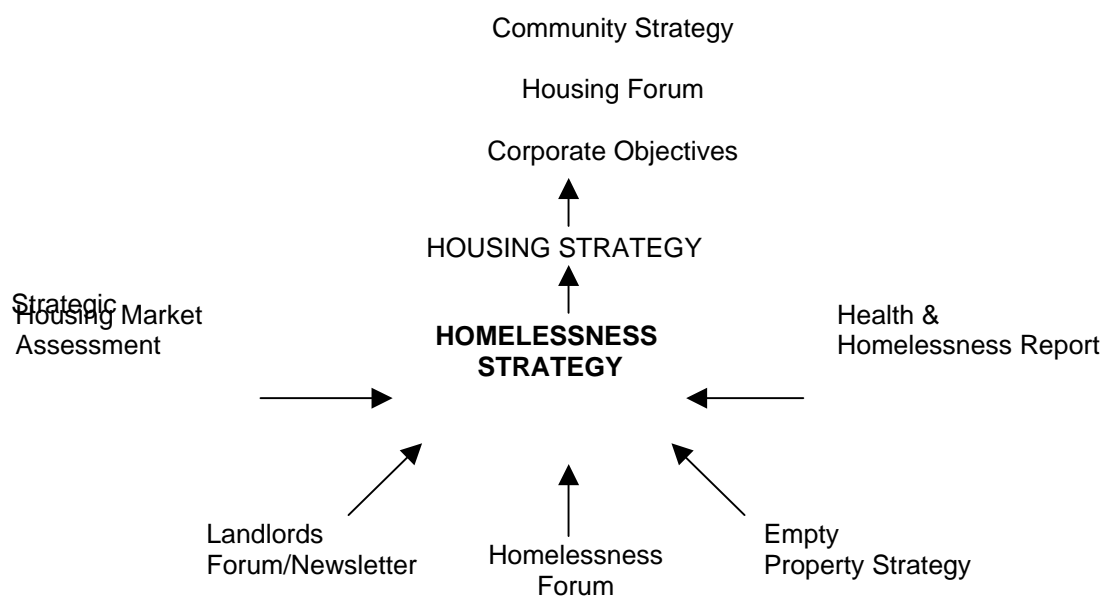 Community Strategy
Housing Forum
Corporate Objectives
HOUSING STRATEGY
Strategic
Housing Market
Assessment
HOMELESSNESS
STRATEGY
Health &
Homelessness Report
Landlords
Forum/Newsletter
Homelessness
Forum
Empty
Property Strategy